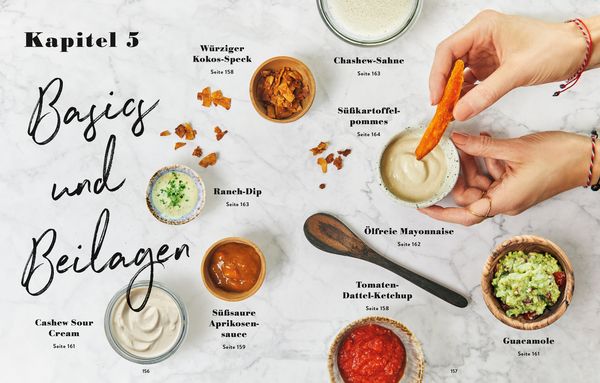 Kapitel 5
Basics
und
Beilagen
Würziger
Kokos-Speck
Seite 158
Chashew-Sahne
Seite 163
Süßkartoffel-
pommes
Seite 164
Ranch-Dip
Seite 163
Ölfreie Mayonnaise
Seite 162
Süßsaure
Aprikosen-
sauce
Seite 159
Tomaten-
Dattel-Ketchup
Seite 158
Cashew Sour
Cream
Seite 161
Guacamole
Seite 161
156
157